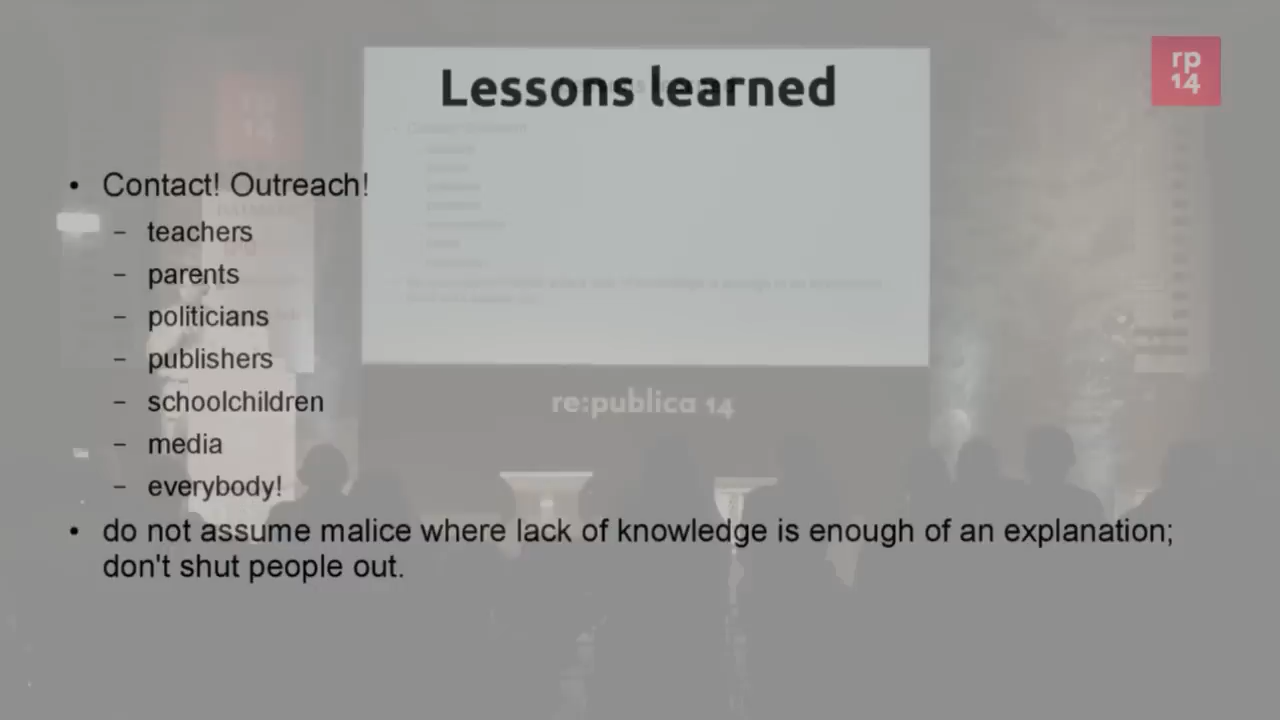 Lessons learned
rp
14
• Contact! Outreach!
– teachers
– parents
– politicians
– publishers
– schoolchildren
– media
– everybody!
re:publica 14
• do not assume malice where lack of knowledge is enough of an explanation;
don't shut people out.